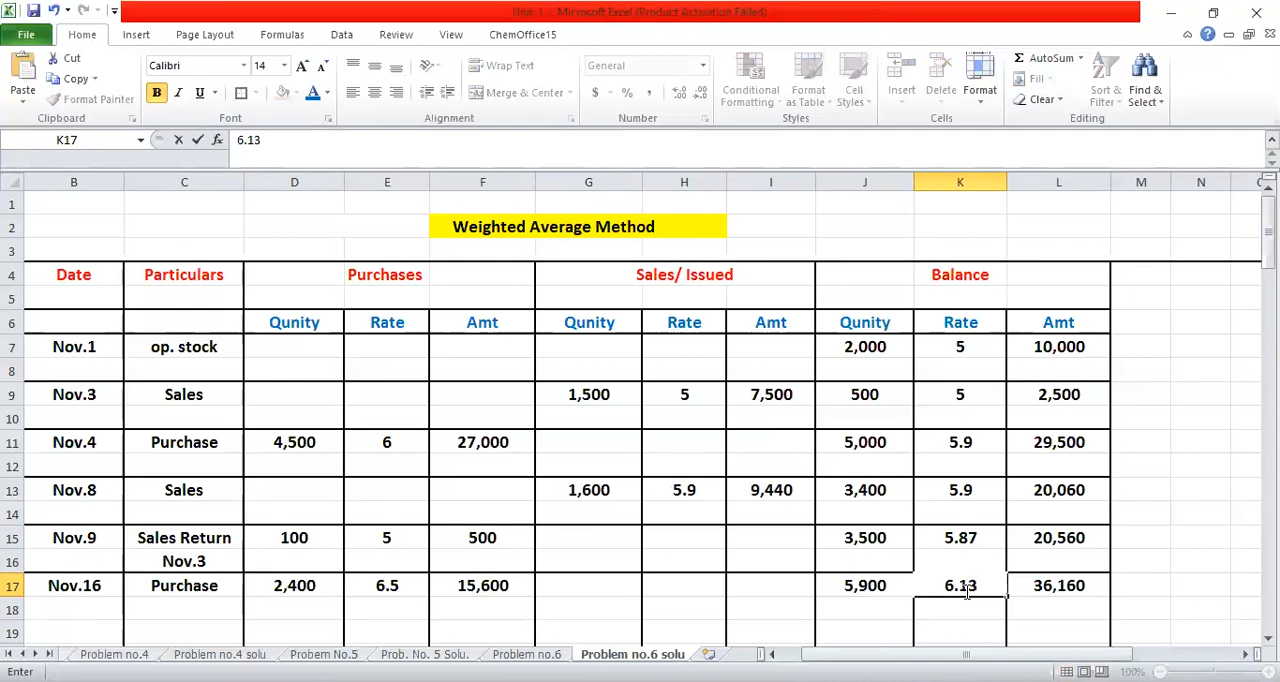 Unit-1 - Microsoft Excel (Product Activation Failed)
File Home Insert Page Layout Formulas Data Review View ChemOffice15
Cut
Copy
Format Painter
Paste
Clipboard
Calibri 14
B I U A
Font
Wrap Text
Merge & Center
Alignment
General
$ % ,
Number
Conditional Formatting
Format as Table
Cell Styles
Styles
Insert Delete Format
Cells
Σ AutoSum
Fill
Clear
Sort & Filter
Find & Select
Editing
K17 fx 6.13
B C D E F G H I J K L M N
1
2 Weighted Average Method
3
4 Date Particulars Purchases Sales/ Issued Balance
5
6 Qunity Rate Amt Qunity Rate Amt Qunity Rate Amt
7 Nov.1 op. stock 2,000 5 10,000
8
9 Nov.3 Sales 1,500 5 7,500 500 5 2,500
10
11 Nov.4 Purchase 4,500 6 27,000 5,000 5.9 29,500
12
13 Nov.8 Sales 1,600 5.9 9,440 3,400 5.9 20,060
14
15 Nov.9 Sales Return 100 5 500 3,500 5.87 20,560
16 Nov.3
17 Nov.16 Purchase 2,400 6.5 15,600 5,900 6.13 36,160
18
19
Problem no.4 Problem no.4 solu Probem No.5 Prob. No. 5 Solu. Problem no.6 Problem no.6 solu
Enter 100%